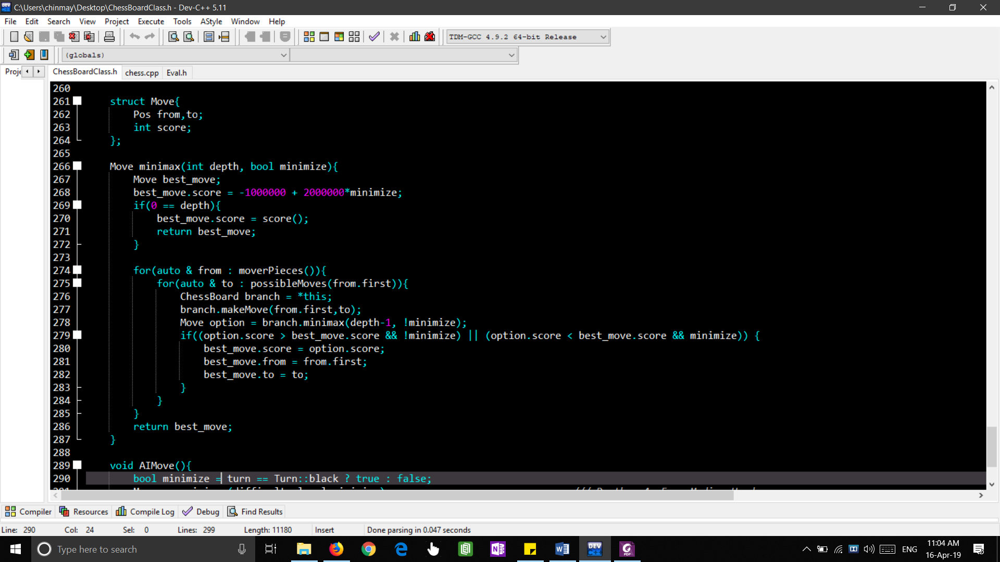 C:\Users\chinmay\Desktop\ChessBoardClass.h - Dev-C++ 5.11
File Edit Search View Project Execute Tools AStyle Window Help
TDM-GCC 4.9.2 64-bit Release
(globals)
Proje ChessBoardClass.h chess.cpp Eval.h
260
261 struct Move{
262 Pos from,to;
263 int score;
264 };
265
266 Move minimax(int depth, bool minimize){
267 Move best_move;
268 best_move.score = -1000000 + 2000000*minimize;
269 if(0 == depth){
270 best_move.score = score();
271 return best_move;
272 }
273
274 for(auto & from : moverPieces()){
275 for(auto & to : possibleMoves(from.first)){
276 ChessBoard branch = *this;
277 branch.makeMove(from.first,to);
278 Move option = branch.minimax(depth-1, !minimize);
279 if((option.score > best_move.score && !minimize) || (option.score < best_move.score && minimize)) {
280 best_move.score = option.score;
281 best_move.from = from.first;
282 best_move.to = to;
283 }
284 }
285 }
286 return best_move;
287 }
288
289 void AIMove(){
290 bool minimize = turn == Turn::black ? true : false;
Compiler Resources Compile Log Debug Find Results
Line: 290 Col: 24 Sel: 0 Lines: 299 Length: 11180 Insert Done parsing in 0.047 seconds
Type here to search
ENG
11:04 AM
16-Apr-19